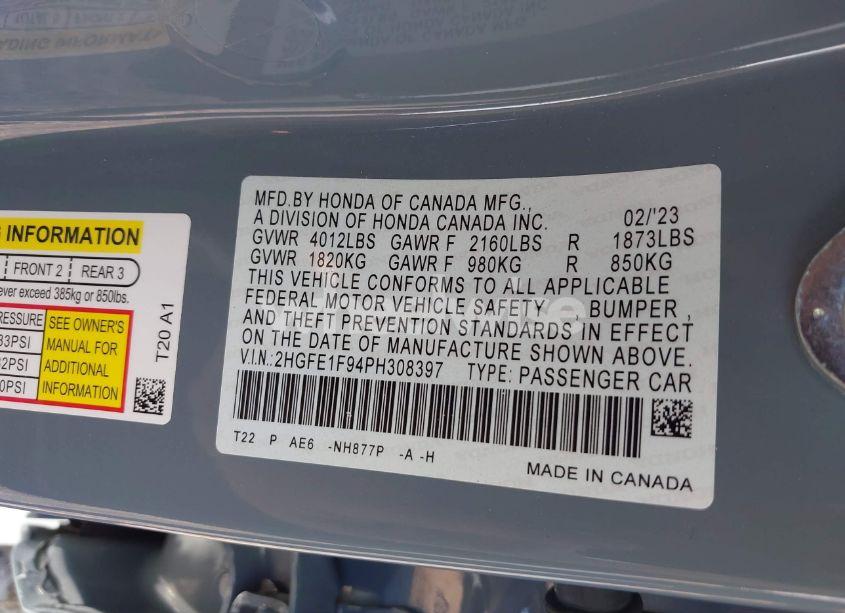 G INFORMATION
FRONT 2 REAR 3
ever exceed 385kg or 850lbs.
RESSURE
33PSI
2PSI
0PSI
SEE OWNER'S
MANUAL FOR
ADDITIONAL
INFORMATION
T20 A1
MFD.BY HONDA OF CANADA MFG.,
A DIVISION OF HONDA CANADA INC. 02/'23
GVWR 4012LBS GAWR F 2160LBS R 1873LBS
GVWR 1820KG GAWR F 980KG R 850KG
THIS VEHICLE CONFORMS TO ALL APPLICABLE
FEDERAL MOTOR VEHICLE SAFETY , BUMPER ,
AND THEFT PREVENTION STANDARDS IN EFFECT
ON THE DATE OF MANUFACTURE SHOWN ABOVE.
V.I.N.:2HGFE1F94PH308397 TYPE: PASSENGER CAR
T22 P AE6 -NH877P -A -H
MADE IN CANADA